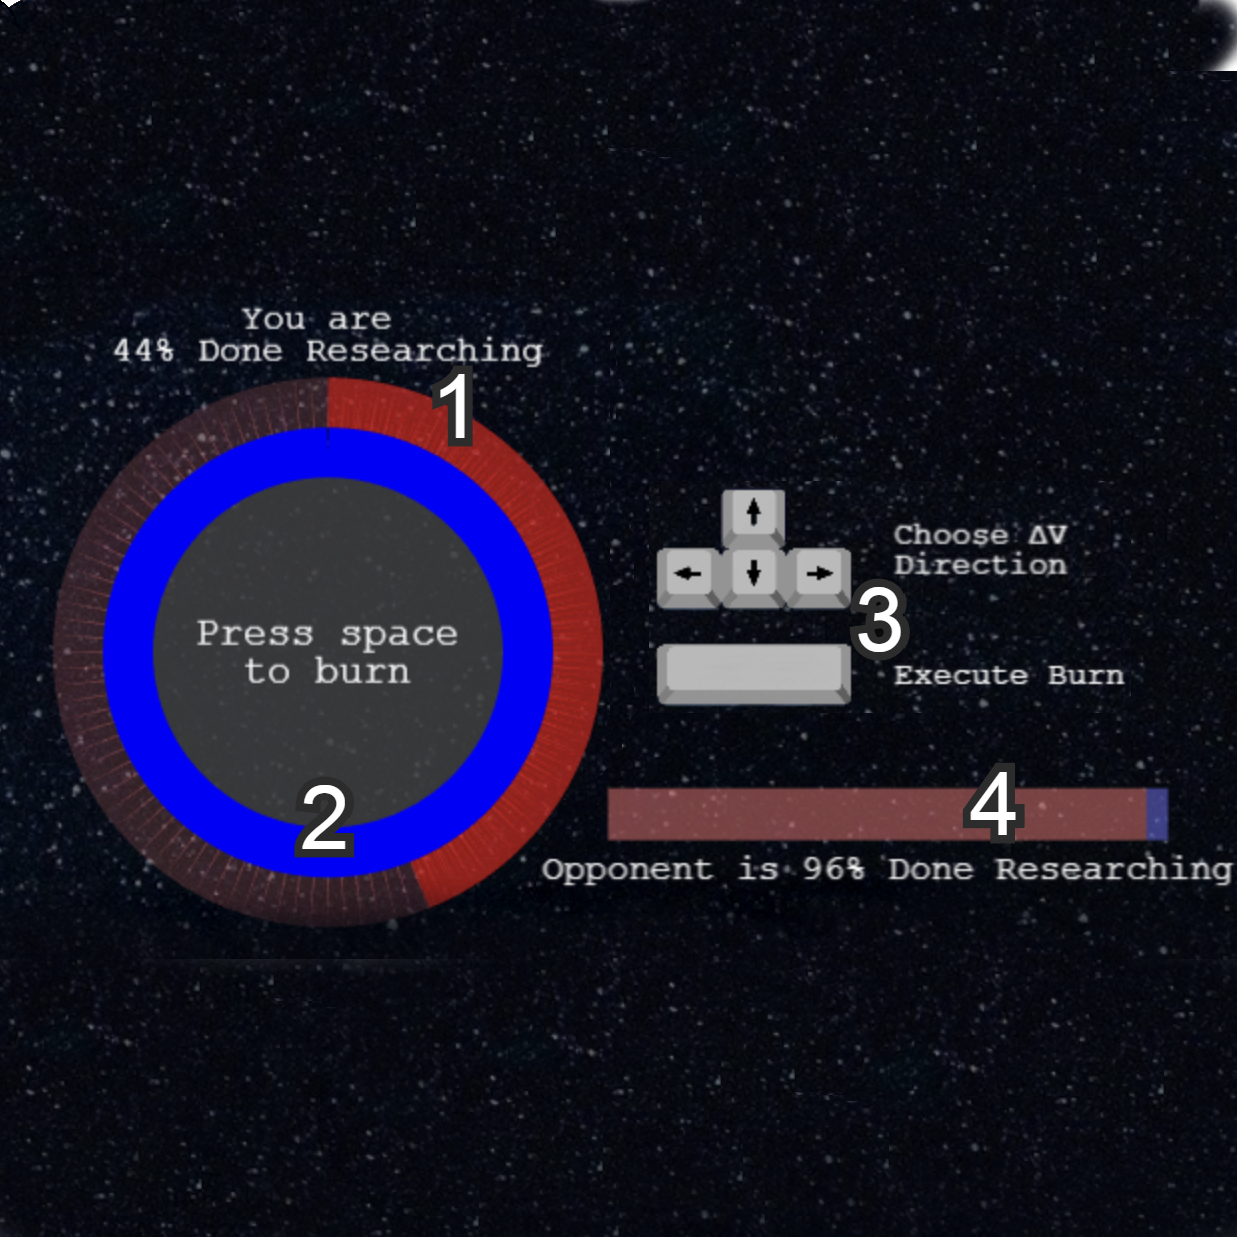 You are
44% Done Researching
1
Press space
to burn
2
Choose ΔV
Direction
3
Execute Burn
4
Opponent is 96% Done Researching